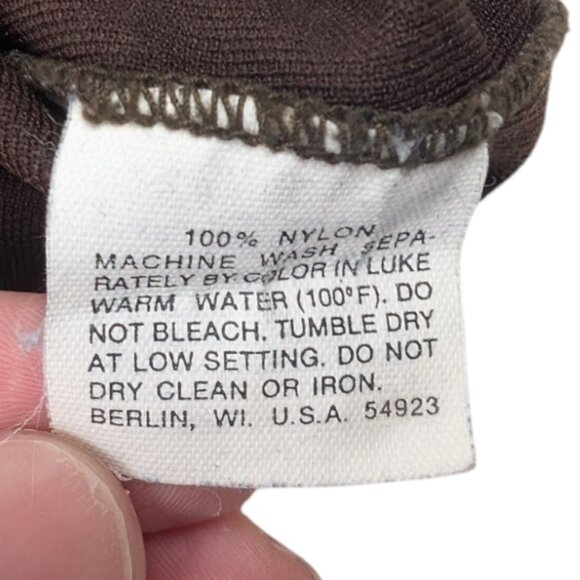 100% NYLON
MACHINE WASH SEPA-
RATELY BY COLOR IN LUKE
WARM WATER (100°F). DO
NOT BLEACH. TUMBLE DRY
AT LOW SETTING. DO NOT
DRY CLEAN OR IRON.
BERLIN, WI. U.S.A. 54923